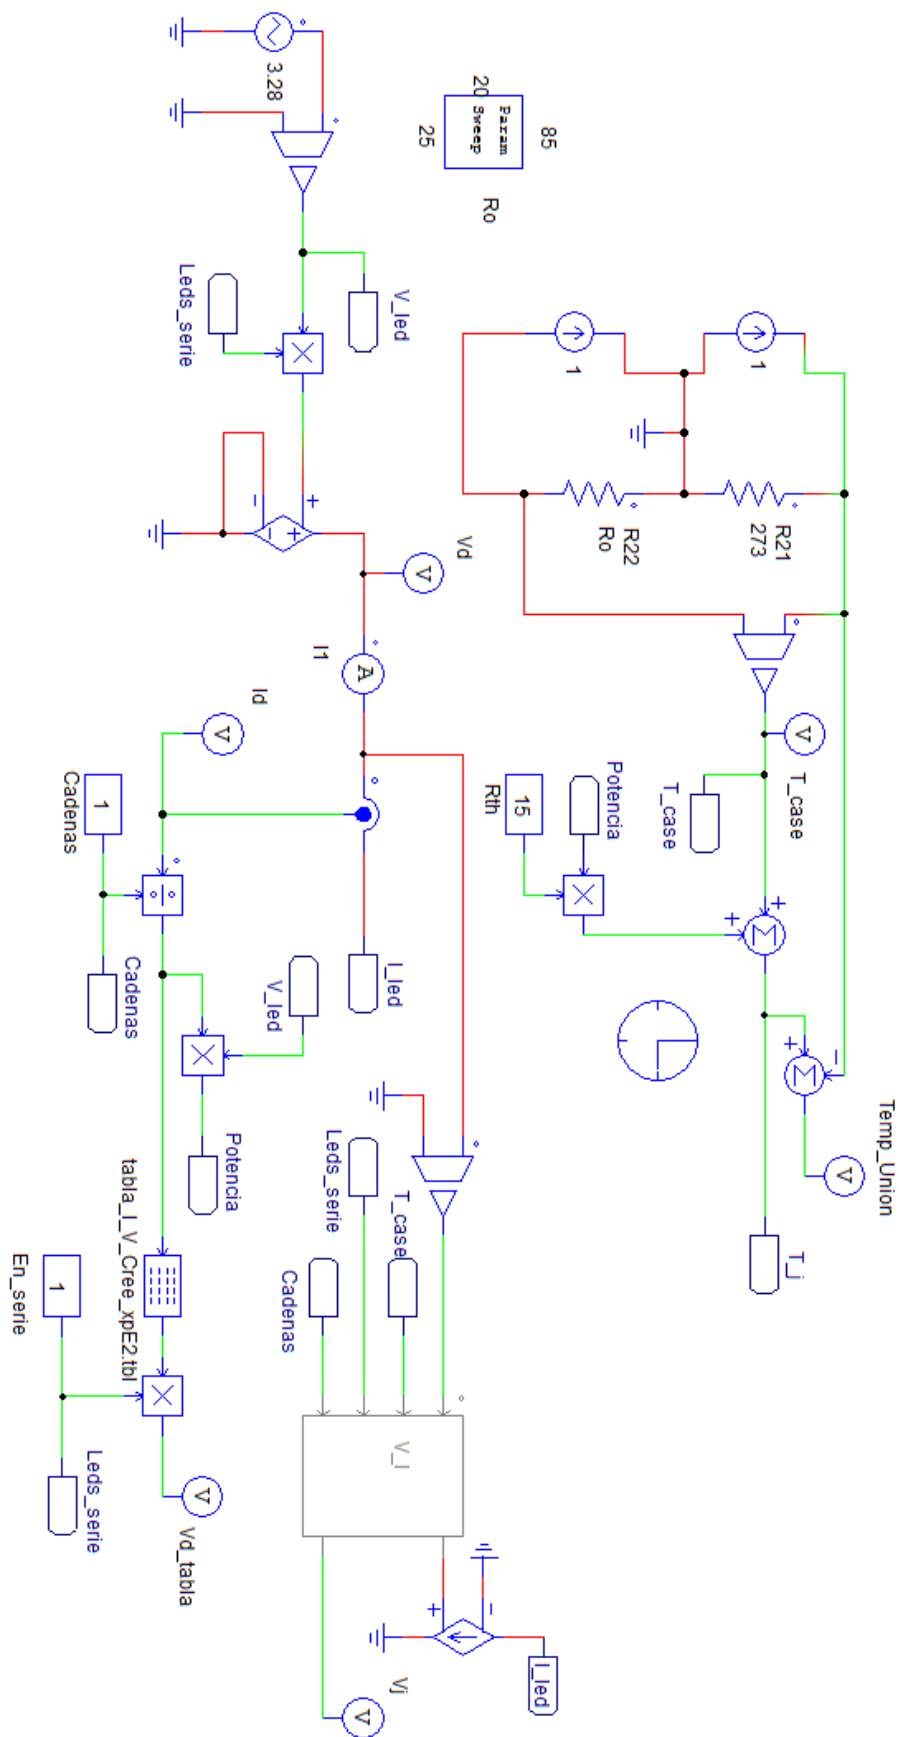 85
Param
Sweep
20
25
Ro
3.28
V_led
Leds_serie
1
1
R21
273
R22
Ro
T_case
T_case
Potencia
15
Rth
Temp_Union
T_j
Vd
I1
A
V
Id
V
1
Cadenas
Cadenas
I_led
V_led
Potencia
tabla_I_V_Cree_xpE2.tbl
1
En_serie
Leds_serie
Vd_tabla
V
T_case
Leds_serie
Cadenas
V_I
I_led
Vj
V
V
V